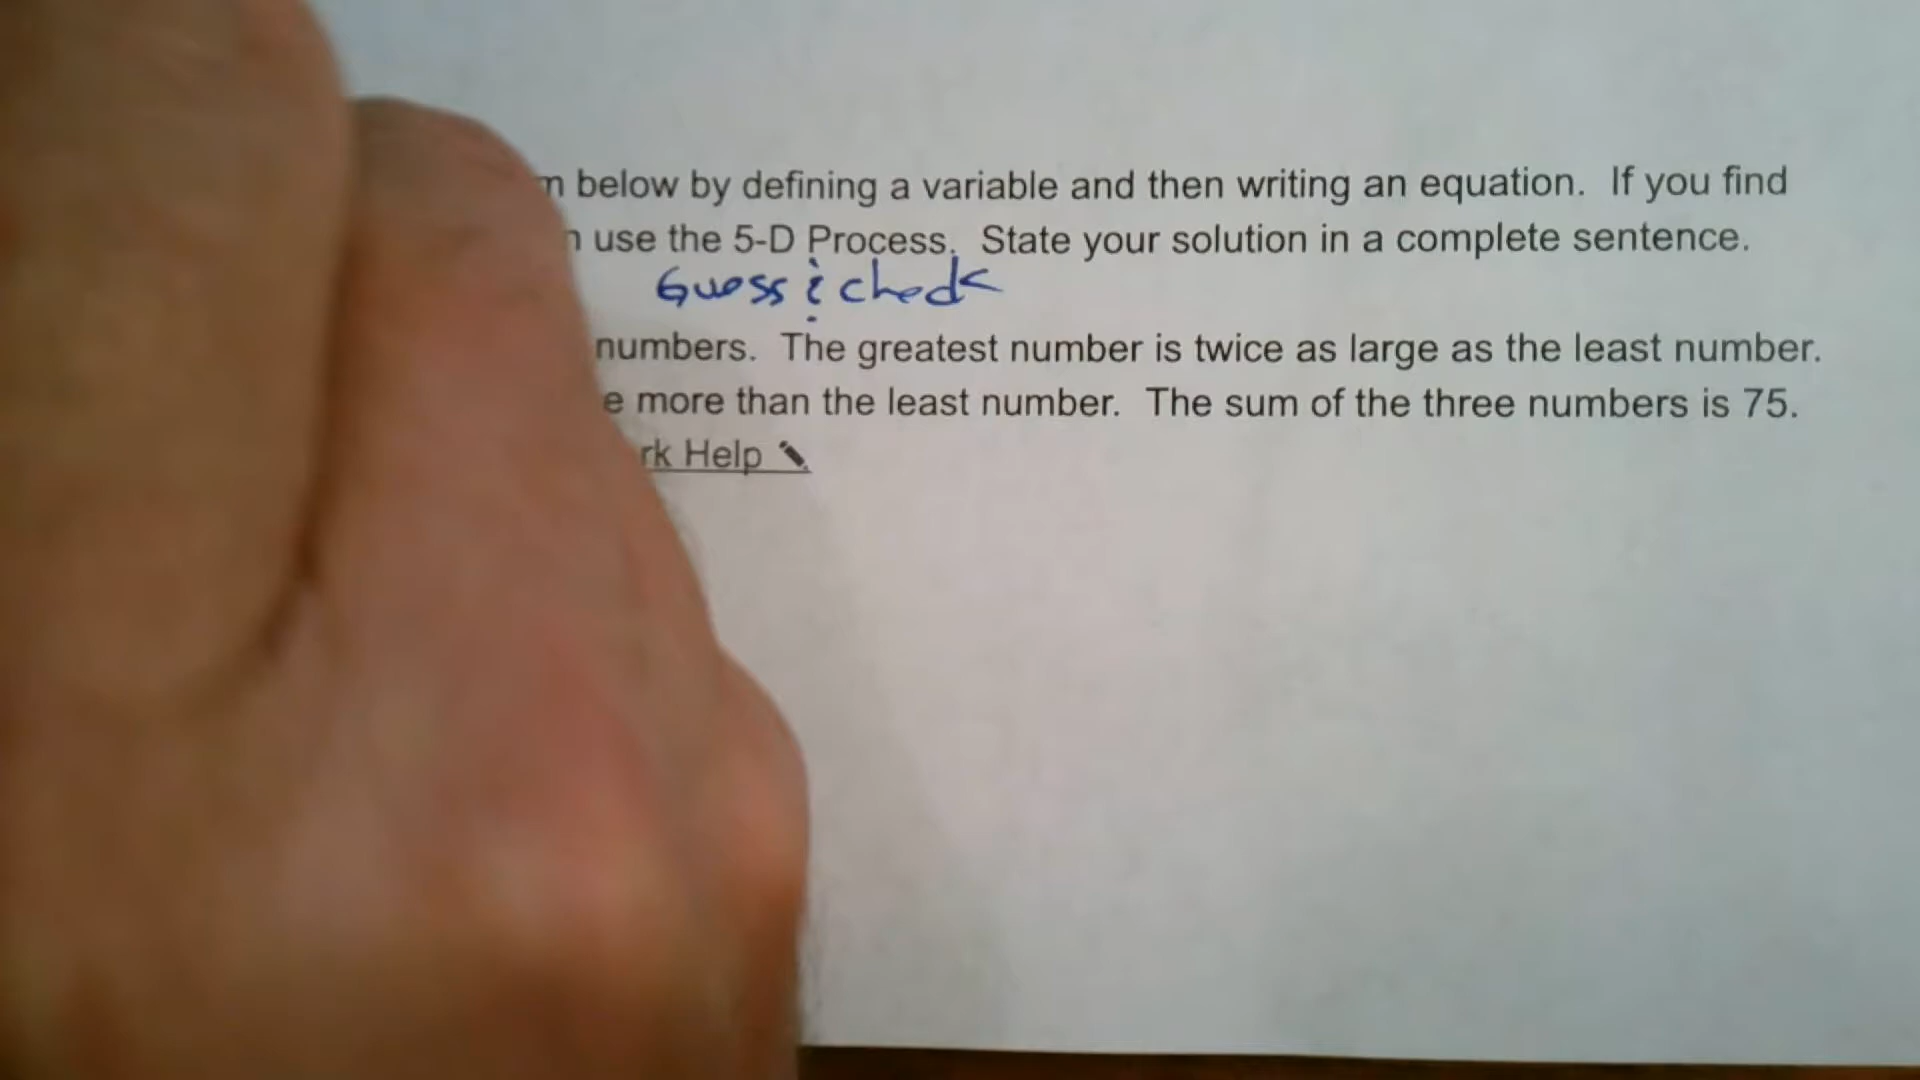 below by defining a variable and then writing an equation. If you find
use the 5-D Process. State your solution in a complete sentence.
Guess & check
numbers. The greatest number is twice as large as the least number.
more than the least number. The sum of the three numbers is 75.
Help